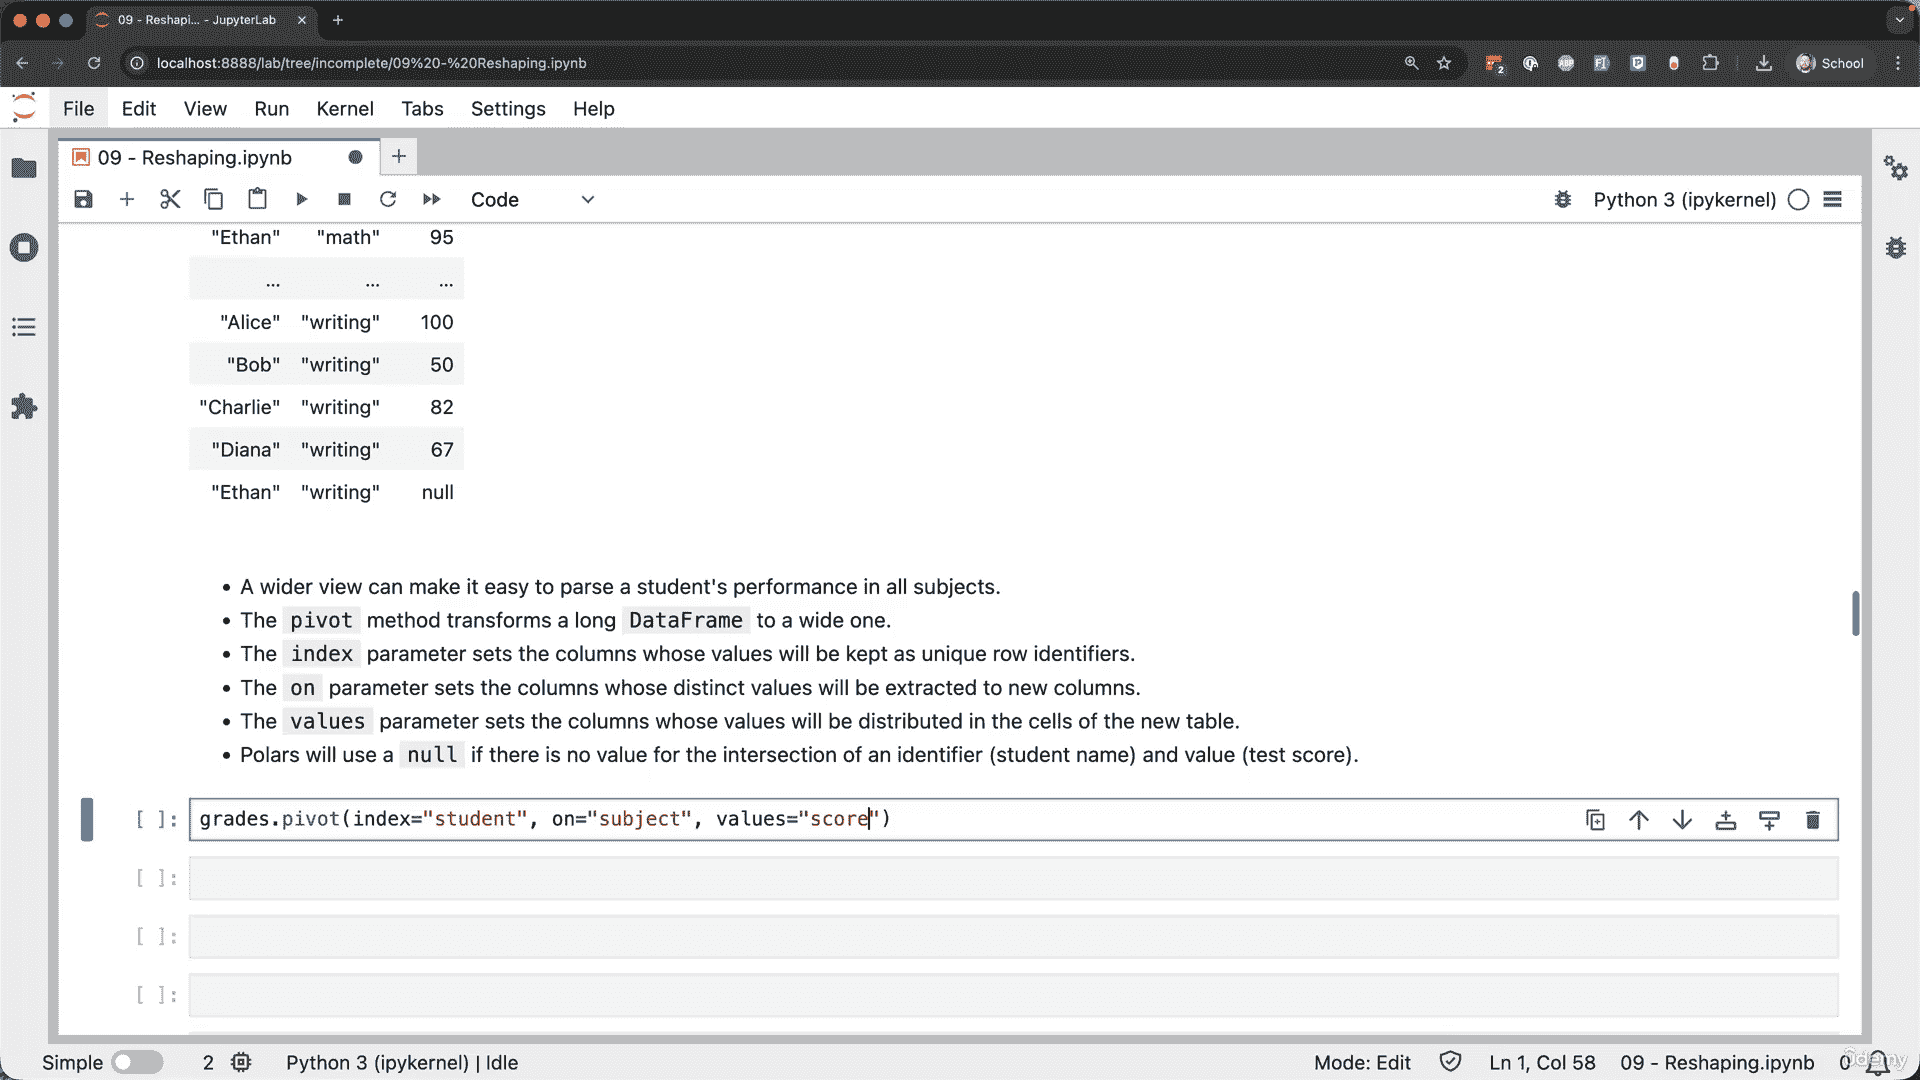 09 - Reshapi... - JupyterLab
localhost:8888/lab/tree/incomplete/09%20-%20Reshaping.ipynb
2
ABP
School
File Edit View Run Kernel Tabs Settings Help
09 - Reshaping.ipynb
Code
Python 3 (ipykernel)
"Ethan" "math" 95
... ... ...
"Alice" "writing" 100
"Bob" "writing" 50
"Charlie" "writing" 82
"Diana" "writing" 67
"Ethan" "writing" null
• A wider view can make it easy to parse a student's performance in all subjects.
• The pivot method transforms a long DataFrame to a wide one.
• The index parameter sets the columns whose values will be kept as unique row identifiers.
• The on parameter sets the columns whose distinct values will be extracted to new columns.
• The values parameter sets the columns whose values will be distributed in the cells of the new table.
• Polars will use a null if there is no value for the intersection of an identifier (student name) and value (test score).
[ ]: grades.pivot(index="student", on="subject", values="score")
[ ]:
[ ]:
[ ]:
Simple 2 Python 3 (ipykernel) | Idle Mode: Edit Ln 1, Col 58 09 - Reshaping.ipynb 0
udemy